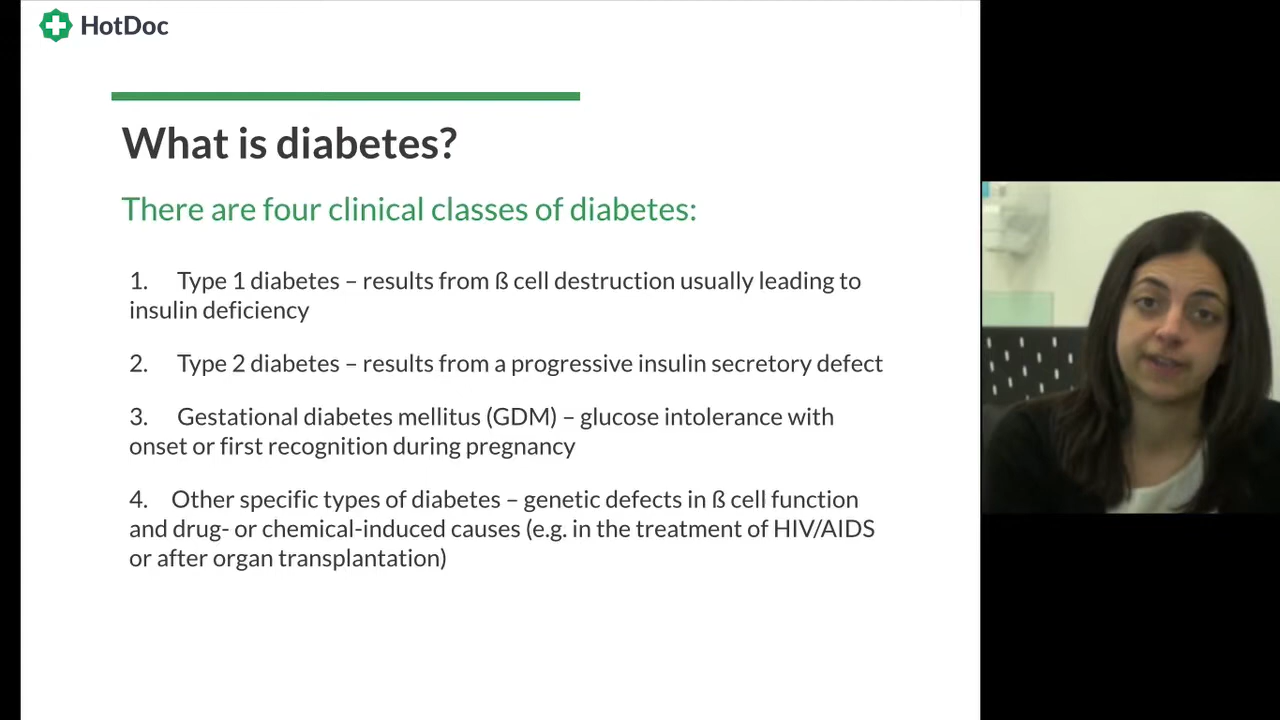 HotDoc
What is diabetes?
There are four clinical classes of diabetes:
1. Type 1 diabetes – results from ß cell destruction usually leading to
insulin deficiency
2. Type 2 diabetes – results from a progressive insulin secretory defect
3. Gestational diabetes mellitus (GDM) – glucose intolerance with
onset or first recognition during pregnancy
4. Other specific types of diabetes – genetic defects in ß cell function
and drug- or chemical-induced causes (e.g. in the treatment of HIV/AIDS
or after organ transplantation)